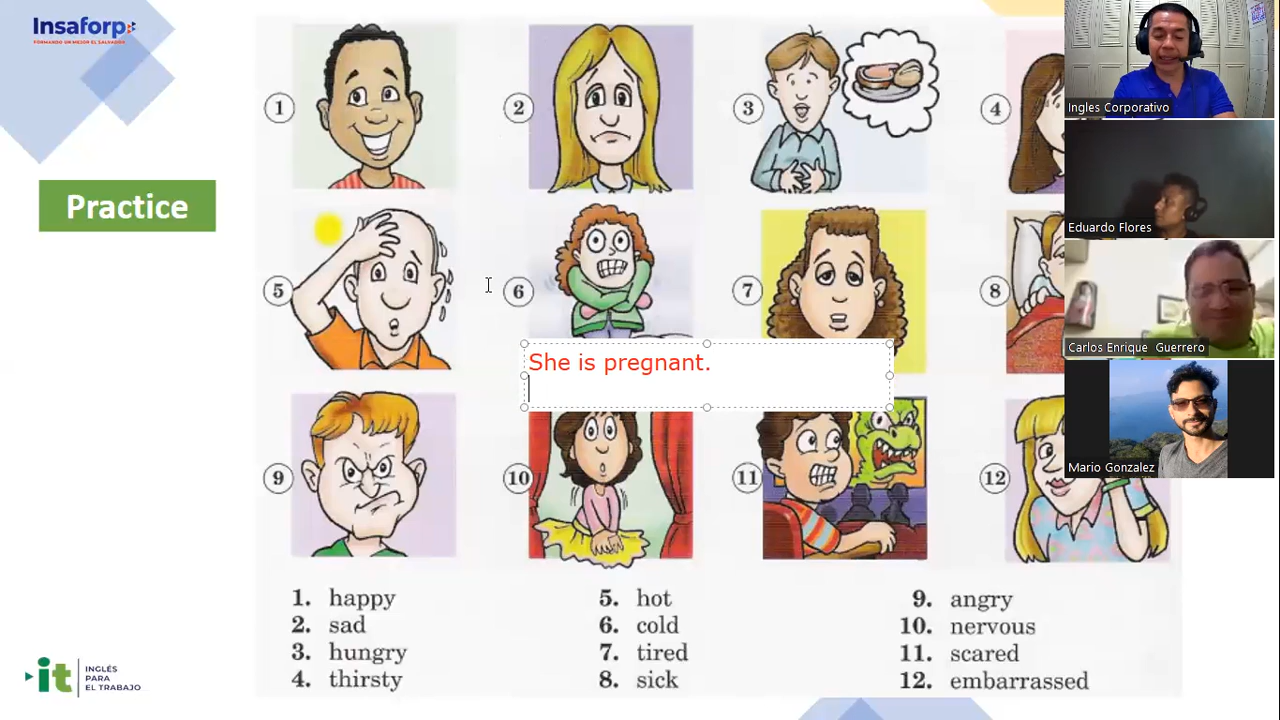 Insaforp
FORMANDO UN MEJOR EL SALVADOR
Practice
1
2
3
4
5
6
7
8
9
10
11
12
She is pregnant.
1. happy
2. sad
3. hungry
4. thirsty
5. hot
6. cold
7. tired
8. sick
9. angry
10. nervous
11. scared
12. embarrassed
it
INGLÉS
PARA
EL TRABAJO
Ingles Corporativo
Eduardo Flores
Carlos Enrique Guerrero
Mario Gonzalez